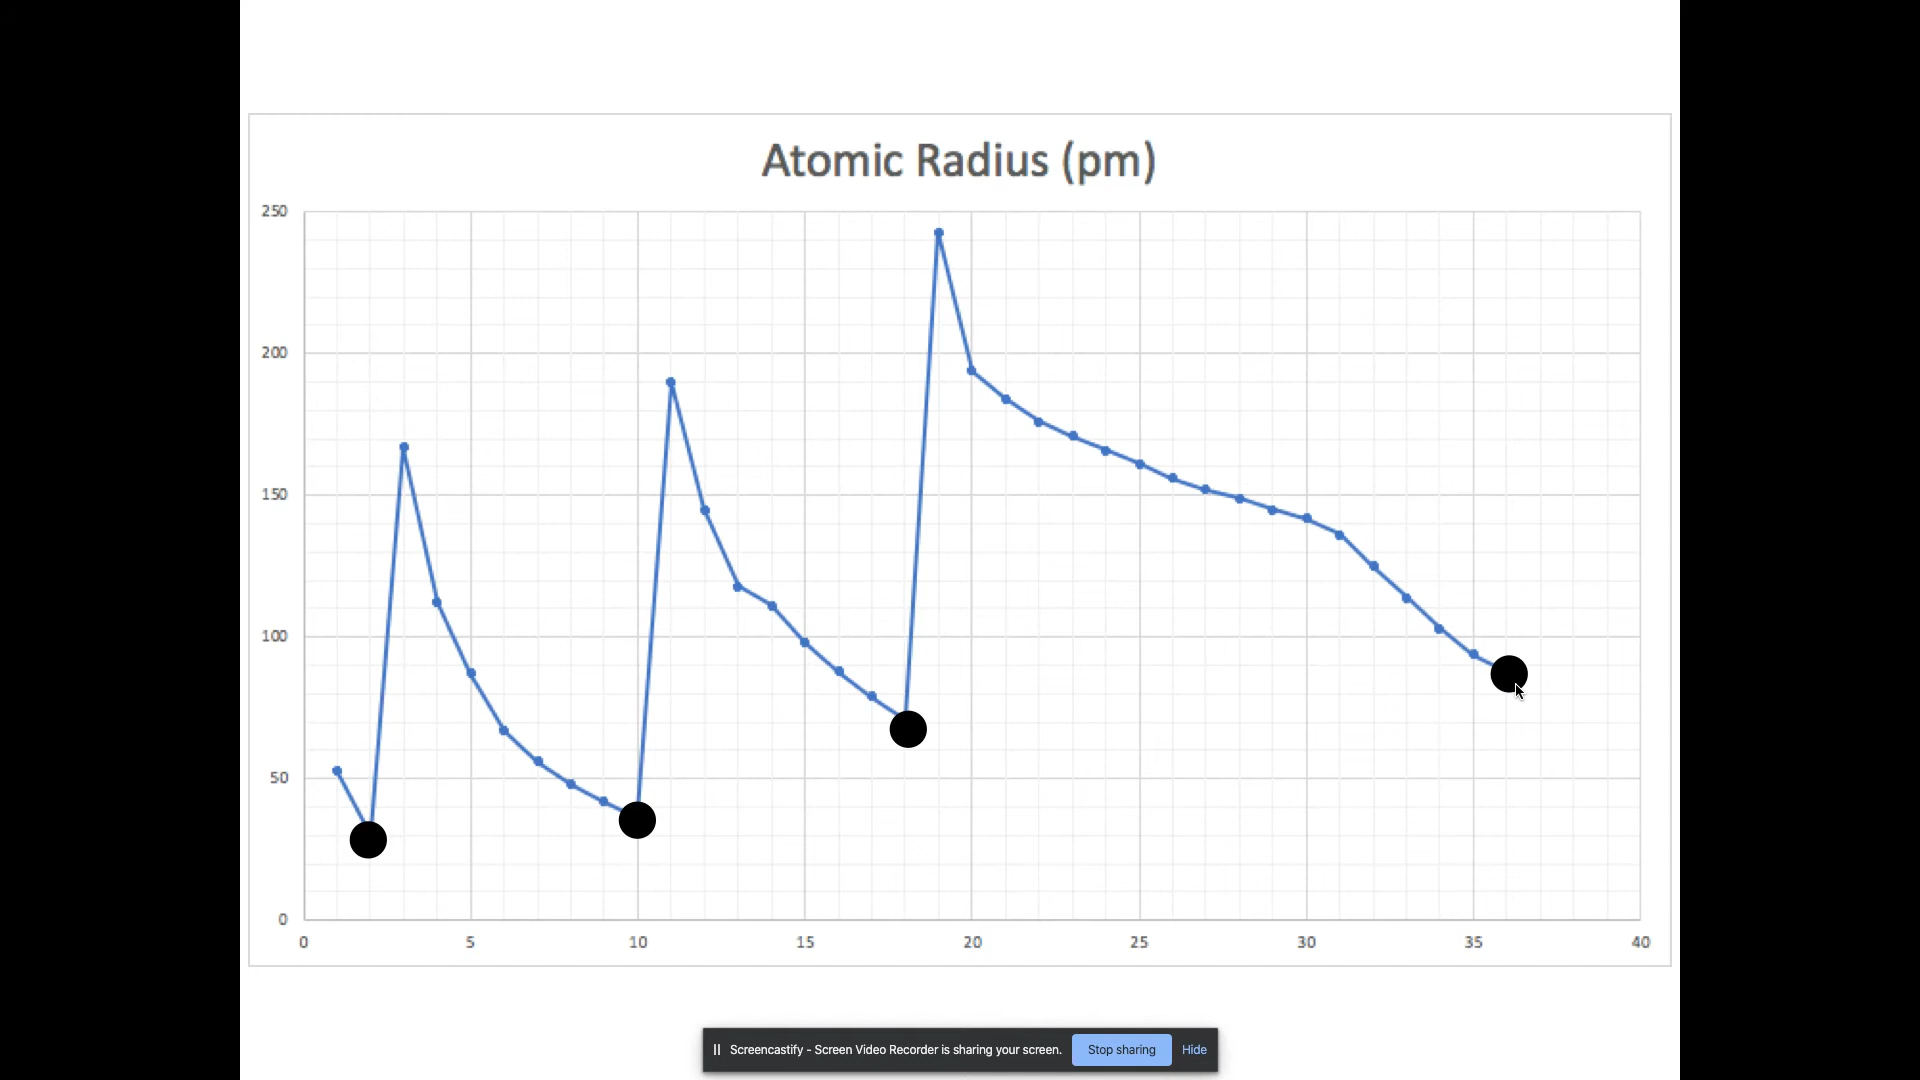 Atomic Radius (pm)
250
200
150
100
50
0
0 5 10 15 20 25 30 35 40
Screencastify - Screen Video Recorder is sharing your screen. Stop sharing Hide